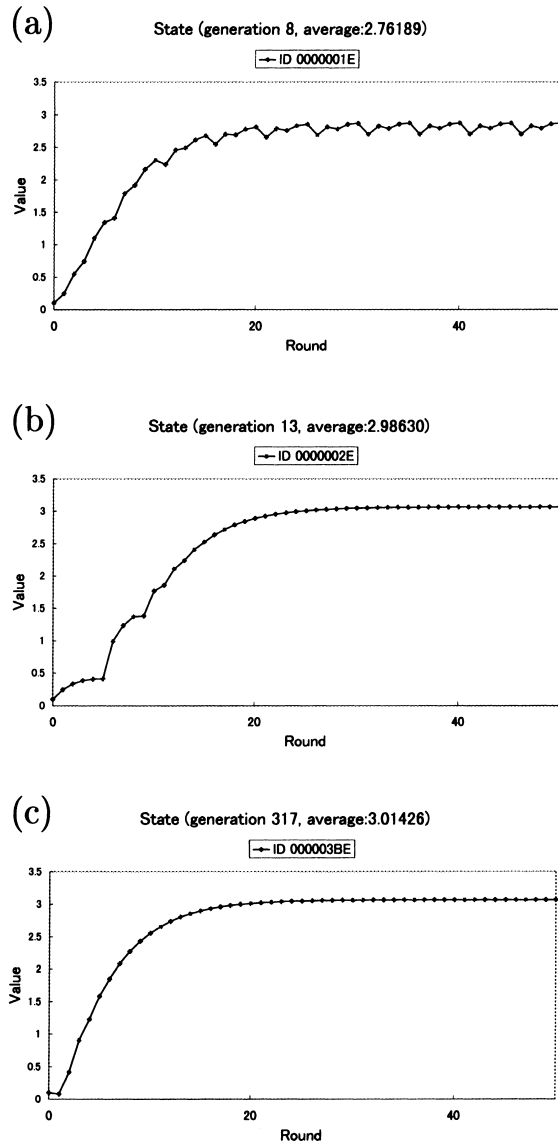 (a)
State (generation 8, average:2.76189)
ID 0000001E
3.5
3
2.5
2
1.5
1
0.5
0
Value
0 20 40
Round
(b)
State (generation 13, average:2.98630)
ID 0000002E
3.5
3
2.5
2
1.5
1
0.5
0
Value
0 20 40
Round
(c)
State (generation 317, average:3.01426)
ID 000003BE
3.5
3
2.5
2
1.5
1
0.5
0
Value
0 20 40
Round